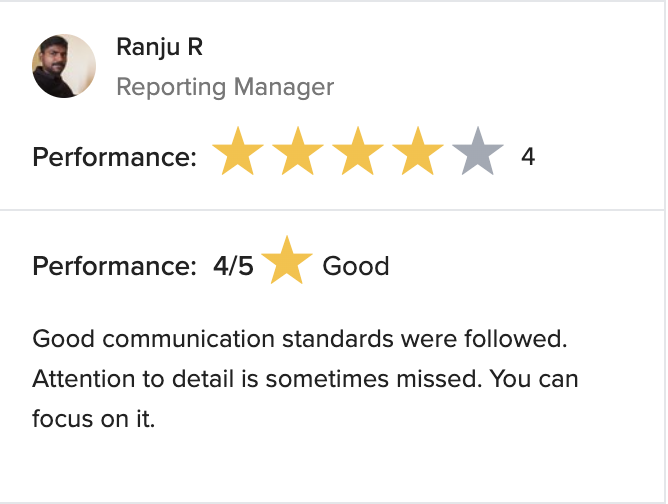 Ranju R
Reporting Manager
Performance: 4
Performance: 4/5 Good
Good communication standards were followed.
Attention to detail is sometimes missed. You can
focus on it.